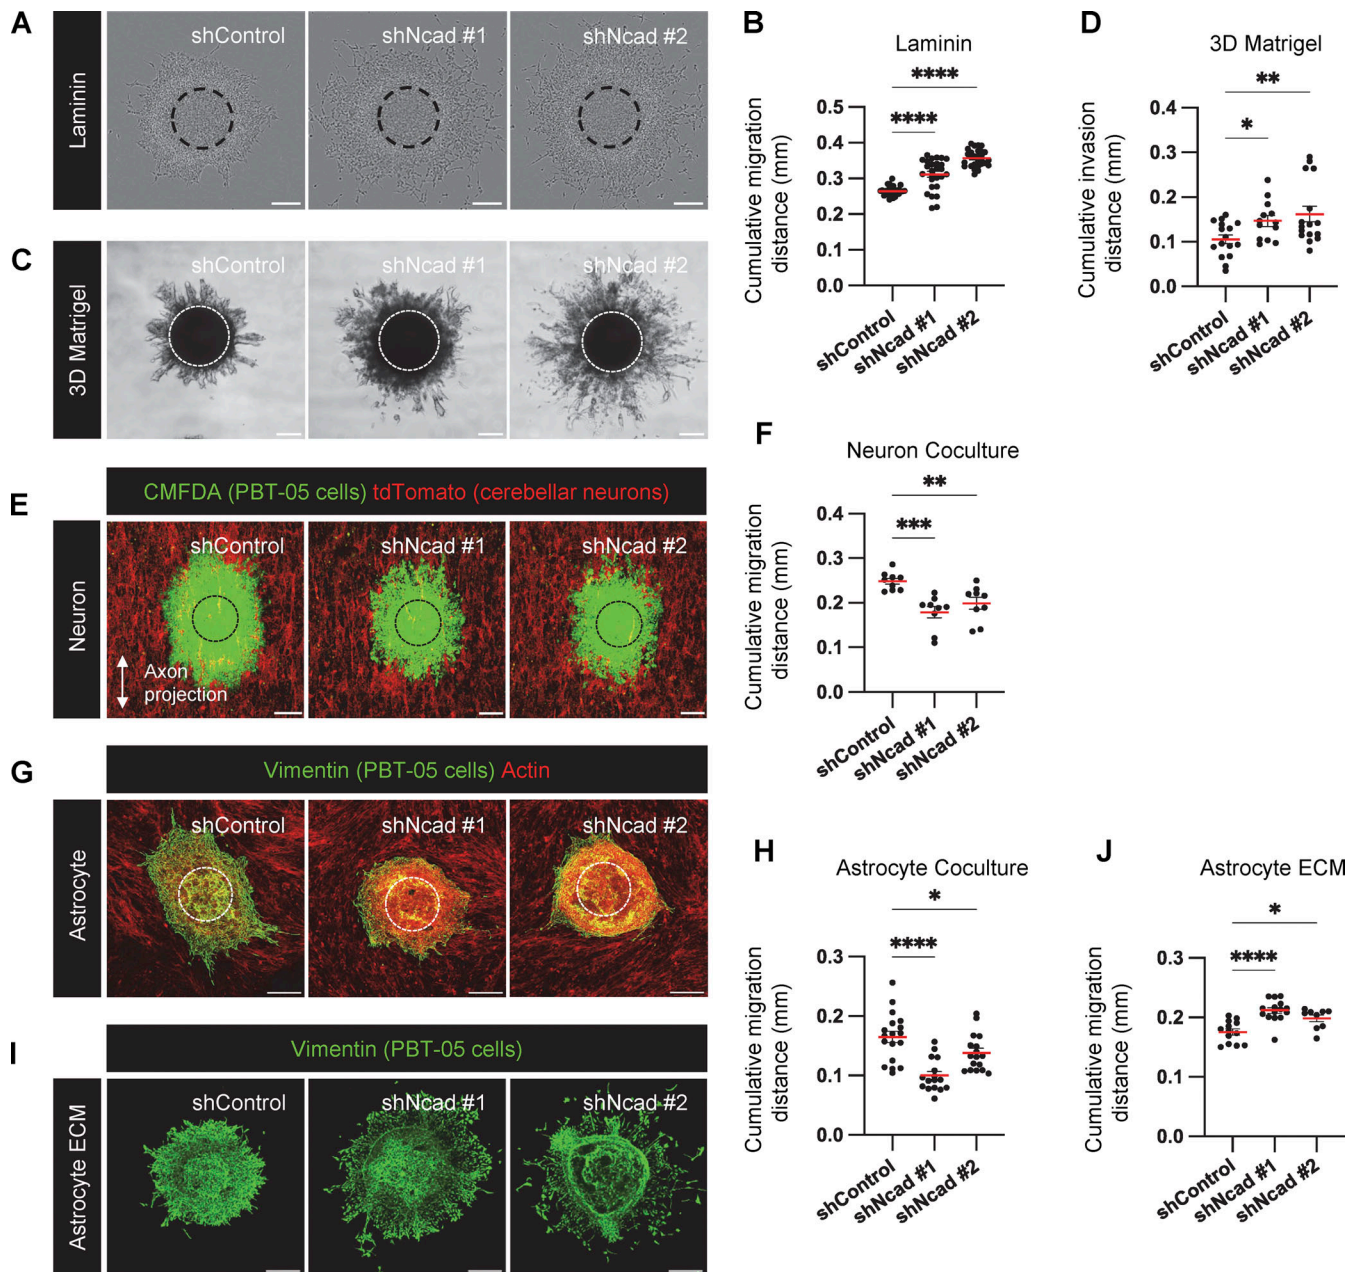 A
Laminin
shControl
shNcad #1
shNcad #2
B
Laminin
****
****
Cumulative migration
distance (mm)
0.5
0.4
0.3
0.2
0.1
0.0
shControl
shNcad #1
shNcad #2
D
3D Matrigel
**
*
Cumulative invasion
distance (mm)
0.4
0.3
0.2
0.1
0.0
shControl
shNcad #1
shNcad #2
C
3D Matrigel
shControl
shNcad #1
shNcad #2
E
CMFDA (PBT-05 cells) tdTomato (cerebellar neurons)
Neuron
shControl
shNcad #1
shNcad #2
Axon
projection
F
Neuron Coculture
**
***
Cumulative migration
distance (mm)
0.4
0.3
0.2
0.1
0.0
shControl
shNcad #1
shNcad #2
G
Vimentin (PBT-05 cells) Actin
Astrocyte
shControl
shNcad #1
shNcad #2
H
Astrocyte Coculture
*
****
Cumulative migration
distance (mm)
0.3
0.2
0.1
0.0
shControl
shNcad #1
shNcad #2
J
Astrocyte ECM
*
****
Cumulative migration
distance (mm)
0.3
0.2
0.1
0.0
shControl
shNcad #1
shNcad #2
I
Vimentin (PBT-05 cells)
Astrocyte ECM
shControl
shNcad #1
shNcad #2